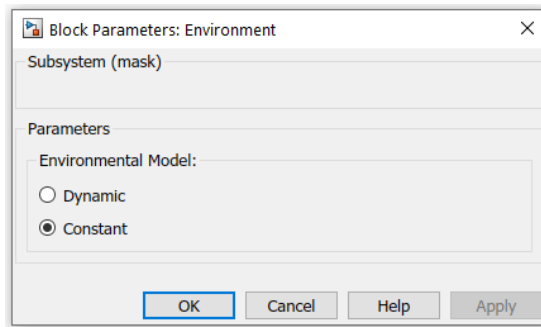 Block Parameters: Environment
Subsystem (mask)
Parameters
Environmental Model:
Dynamic
Constant
OK Cancel Help Apply